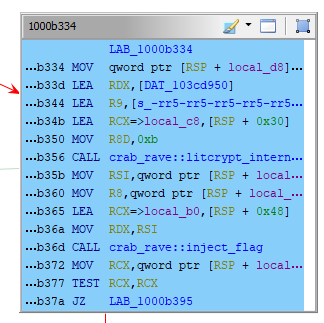 1000b334
LAB_1000b334
...b334 MOV qword ptr [RSP + local_d8]...
...b33d LEA RDX,[DAT_103cd950]
...b344 LEA R9,[s_-rr5-rr5-rr5-rr5-rr5...
...b34b LEA RCX=>local_c8,[RSP + 0x30]
...b350 MOV R8D,0xb
...b356 CALL crab_rave::litcrypt_intern...
...b35b MOV RSI,qword ptr [RSP + local...
...b360 MOV R8,qword ptr [RSP + local_...
...b365 LEA RCX=>local_b0,[RSP + 0x48]
...b36a MOV RDX,RSI
...b36d CALL crab_rave::inject_flag
...b372 MOV RCX,qword ptr [RSP + local...
...b377 TEST RCX,RCX
...b37a JZ LAB_1000b395